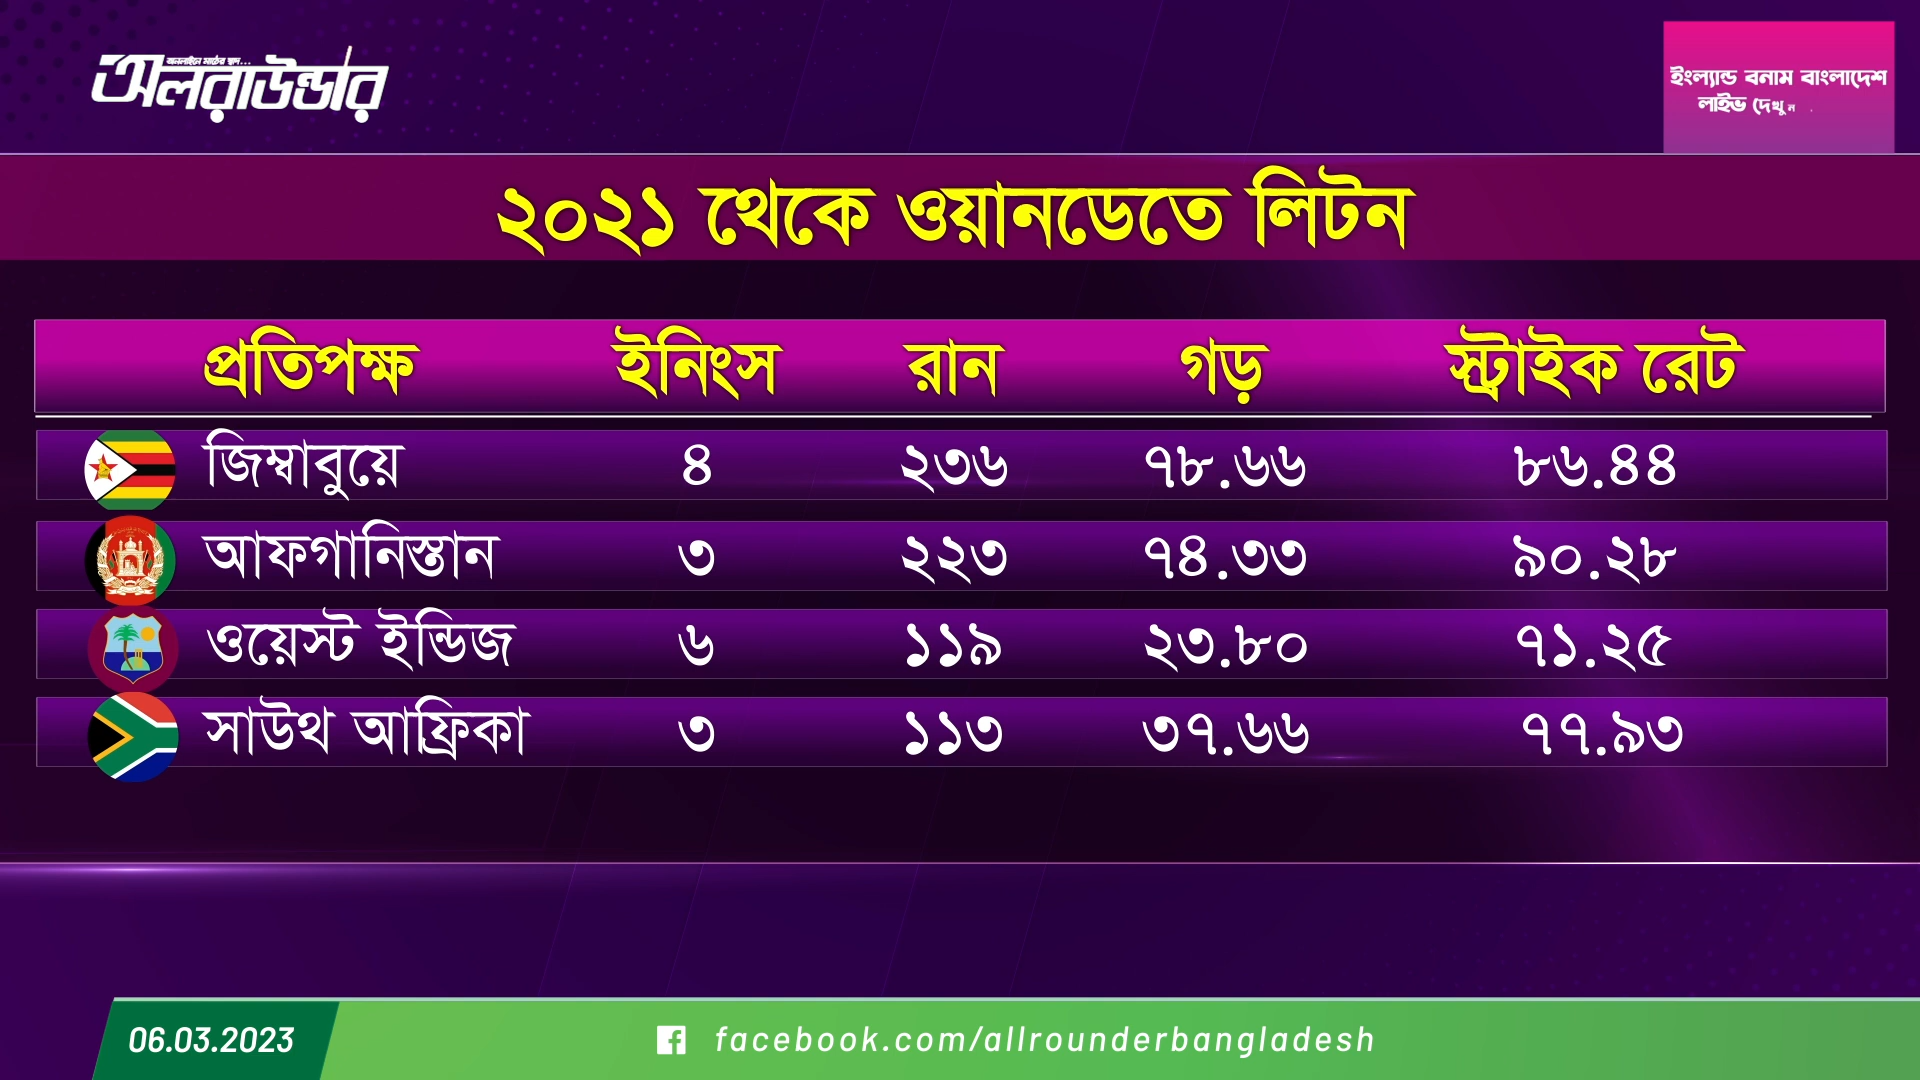 অনলাইনে মাঠের স্বাদ...
অলরাউন্ডার
ইংল্যান্ড বনাম বাংলাদেশ
লাইভ দেখুন
২০২১ থেকে ওয়ানডেতে লিটন
প্রতিপক্ষ ইনিংস রান গড় স্ট্রাইক রেট
জিম্বাবুয়ে ৪ ২৩৬ ৭৮.৬৬ ৮৬.৪৪
আফগানিস্তান ৩ ২২৩ ৭৪.৩৩ ৯০.২৮
ওয়েস্ট ইন্ডিজ ৬ ১১৯ ২৩.৮০ ৭১.২৫
সাউথ আফ্রিকা ৩ ১১৩ ৩৭.৬৬ ৭৭.৯৩
06.03.2023 facebook.com/allrounderbangladesh